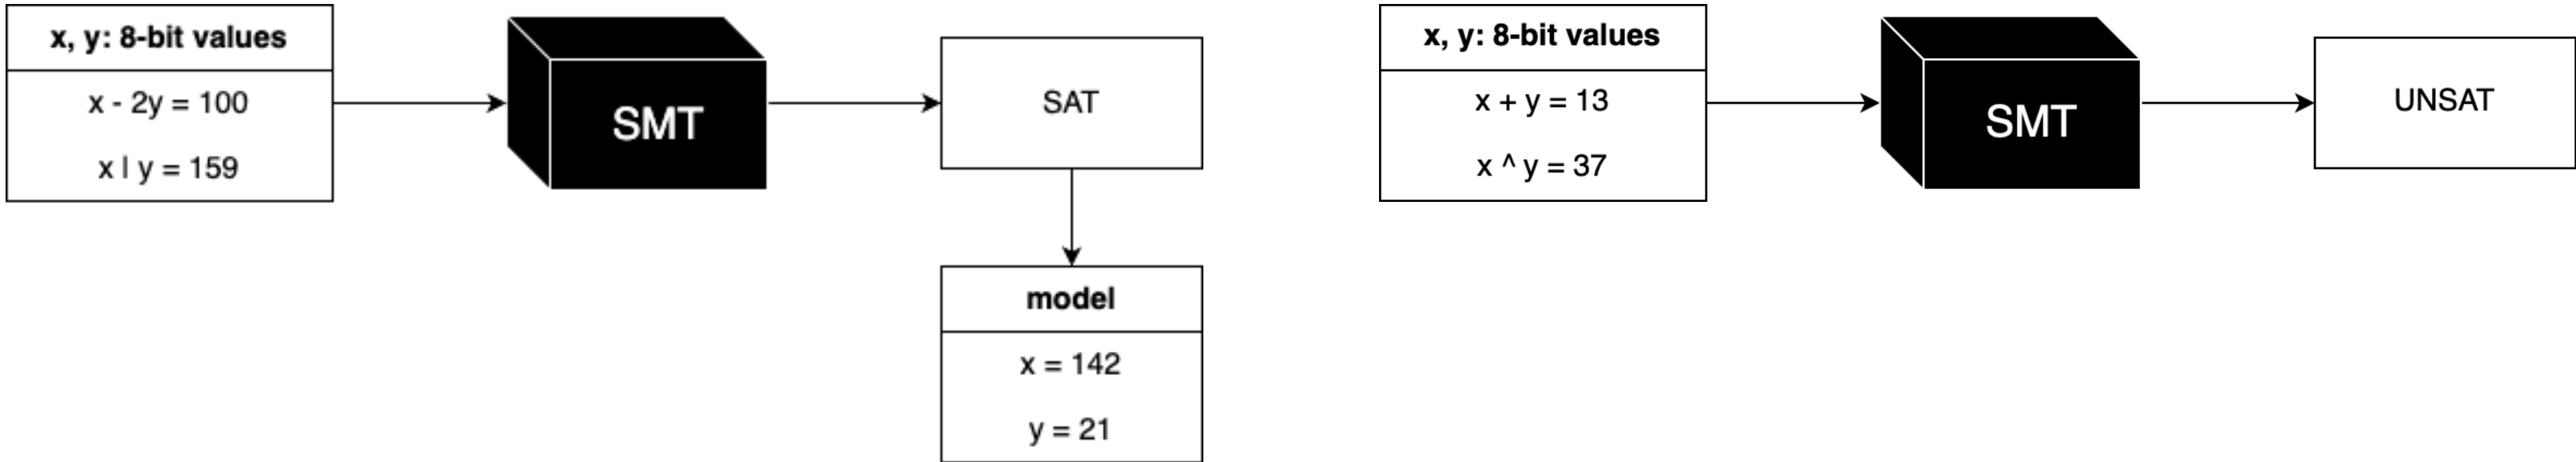 x, y: 8-bit values
x - 2y = 100
x | y = 159
SMT
SAT
model
x = 142
y = 21
x, y: 8-bit values
x + y = 13
x ^ y = 37
SMT
UNSAT